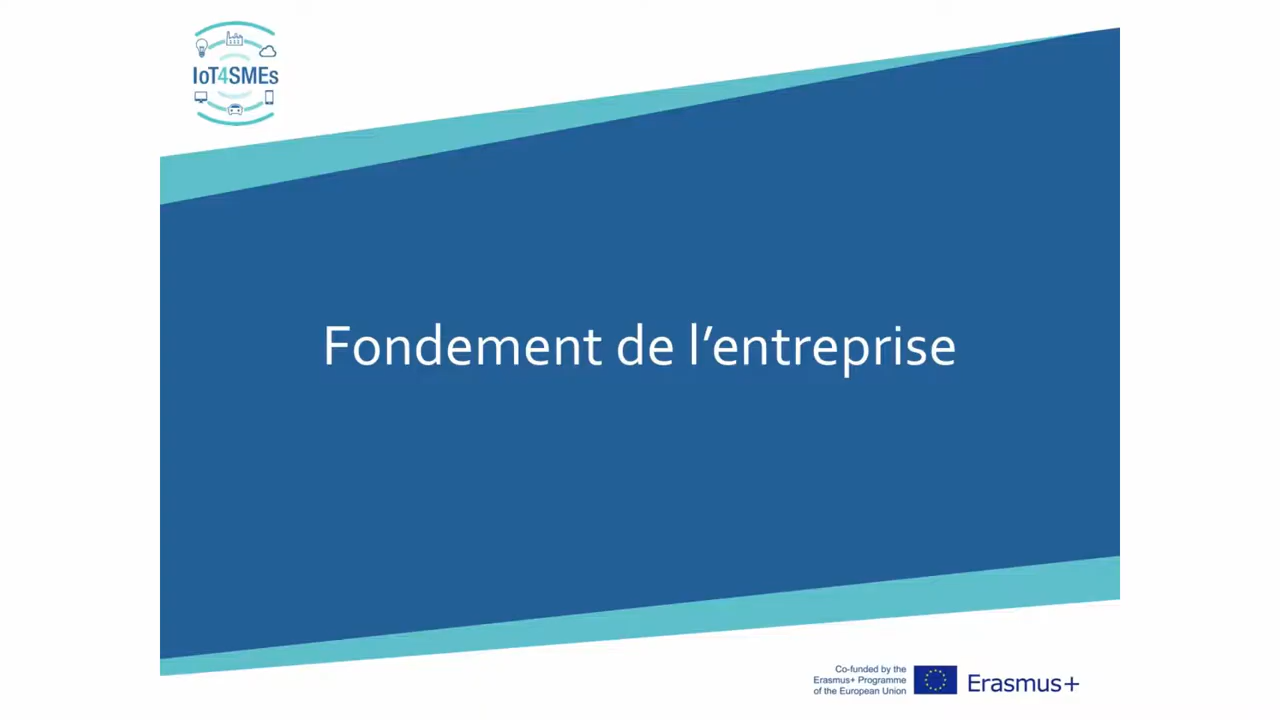 IoT4SMEs
Fondement de l’entreprise
Co-funded by the
Erasmus+ Programme
of the European Union
Erasmus+